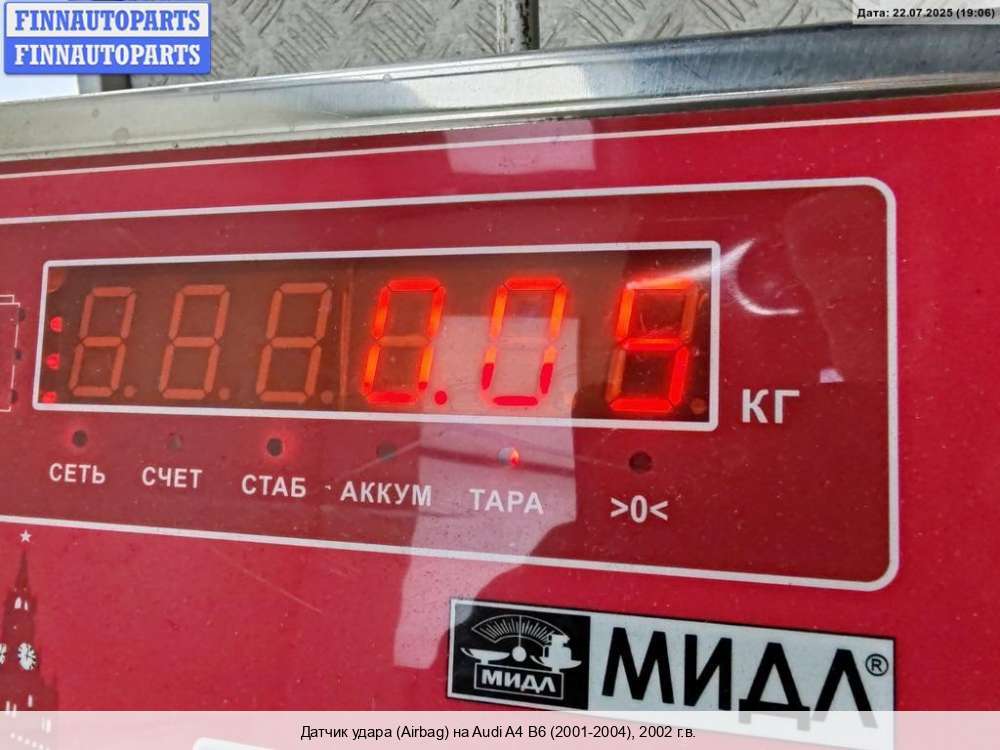 FINNAUTOPARTS
FINNAUTOPARTS
Дата: 22.07.2025 (19:06)
0.09
КГ
СЕТЬ СЧЕТ СТАБ АККУМ ТАРА >0<
МИДЛ
МИДЛ®
Датчик удара (Airbag) на Audi A4 B6 (2001-2004), 2002 г.в.